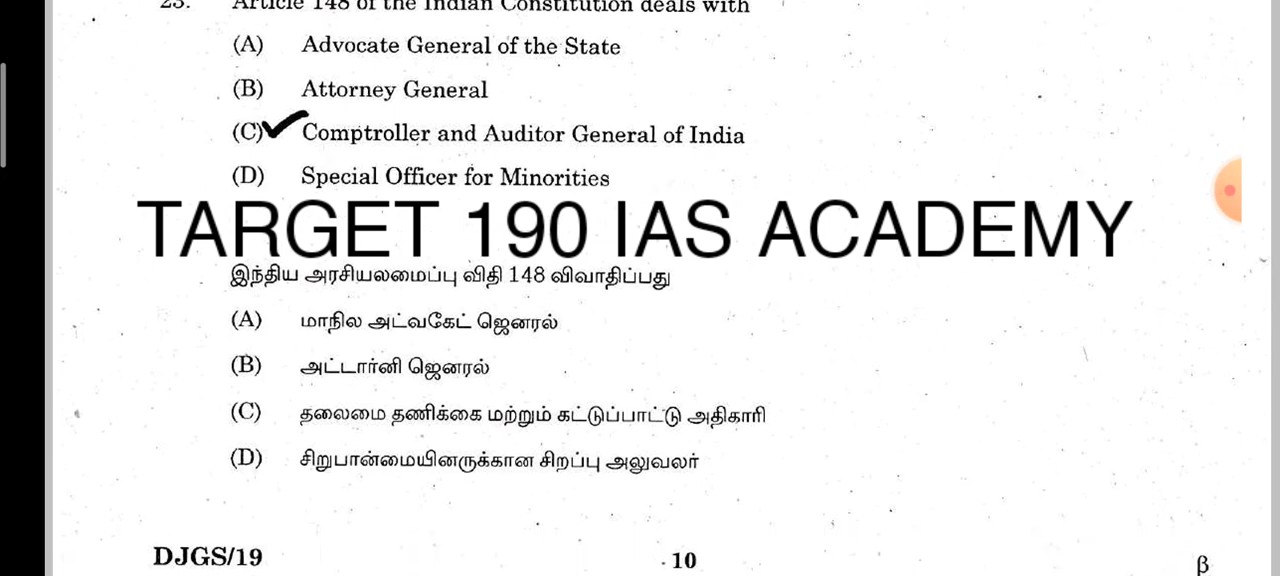 23. Article 148 of the Indian Constitution deals with
(A) Advocate General of the State
(B) Attorney General
(C) Comptroller and Auditor General of India
(D) Special Officer for Minorities
TARGET 190 IAS ACADEMY
இந்திய அரசியலமைப்பு விதி 148 விவாதிப்பது
(A) மாநில அட்வகேட் ஜெனரல்
(B) அட்டார்னி ஜெனரல்
(C) தலைமை தணிக்கை மற்றும் கட்டுப்பாட்டு அதிகாரி
(D) சிறுபான்மையினருக்கான சிறப்பு அலுவலர்
DJGS/19 10 β